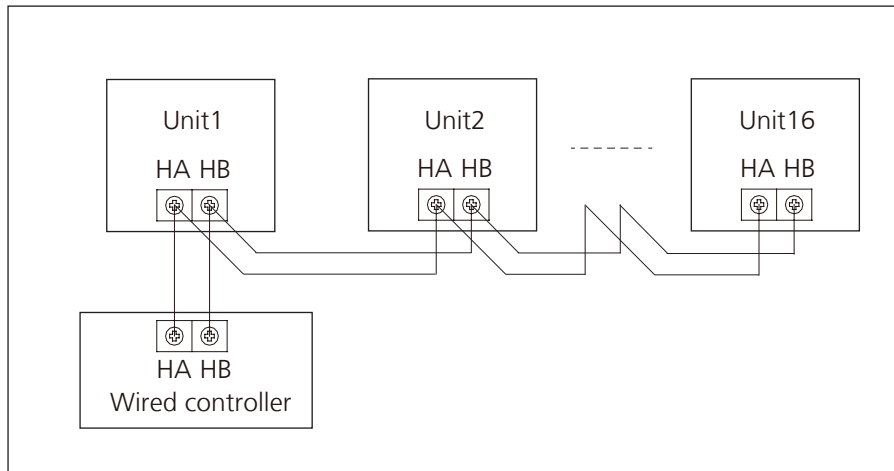 Unit1
HA HB
Unit2
HA HB
Unit16
HA HB
HA HB
Wired controller